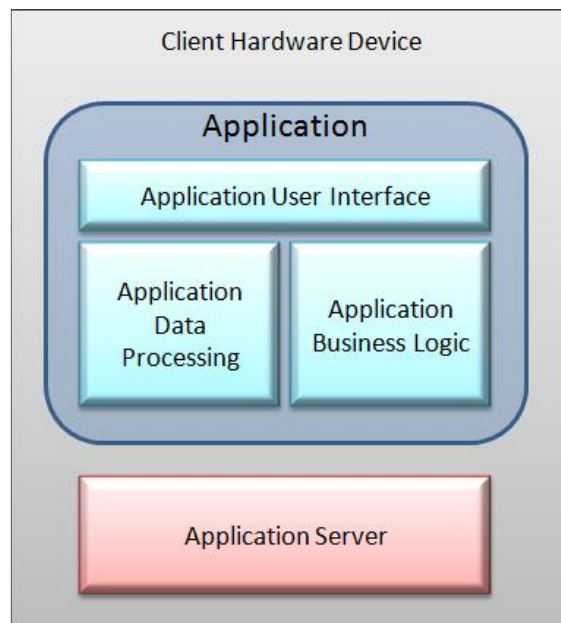 Client Hardware Device
Application
Application User Interface
Application
Data
Processing
Application
Business Logic
Application Server